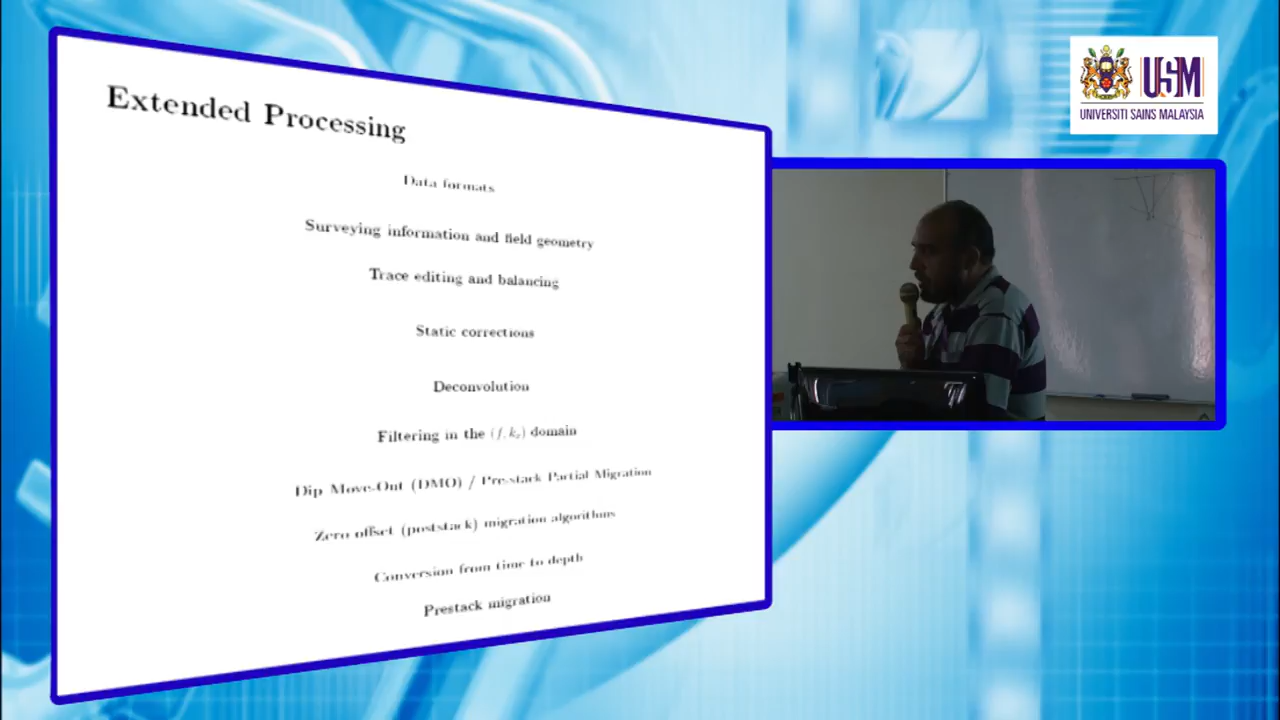 Extended Processing
Data formats
Surveying information and field geometry
Trace editing and balancing
Static corrections
Deconvolution
Filtering in the (f, kx) domain
Dip Move-Out (DMO) / Prestack Partial Migration
Zero offset (poststack) migration algorithms
Conversion from time to depth
Prestack migration
USM
UNIVERSITI SAINS MALAYSIA